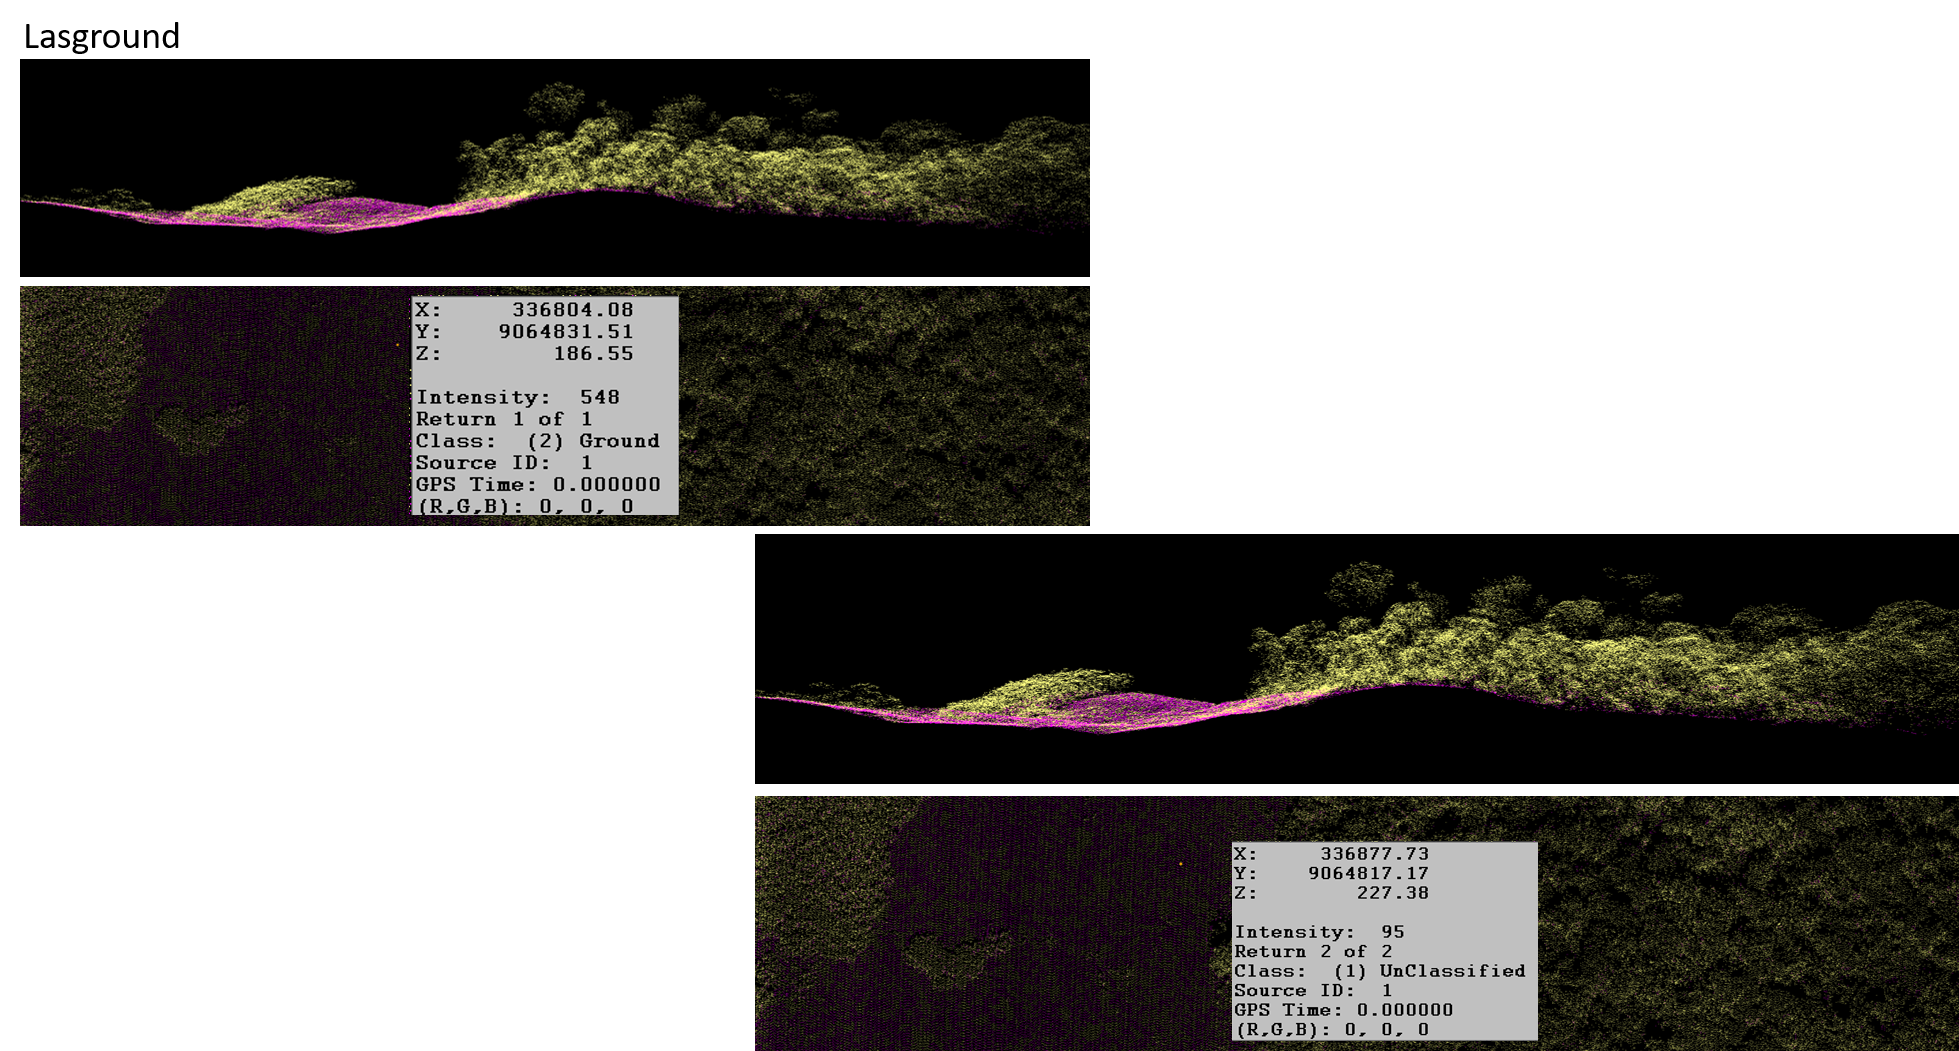 Lasground
X: 336804.08
Y: 9064831.51
Z: 186.55
Intensity: 548
Return 1 of 1
Class: (2) Ground
Source ID: 1
GPS Time: 0.000000
(R,G,B): 0, 0, 0
X: 336877.73
Y: 9064817.17
Z: 227.38
Intensity: 95
Return 2 of 2
Class: (1) UnClassified
Source ID: 1
GPS Time: 0.000000
(R,G,B): 0, 0, 0